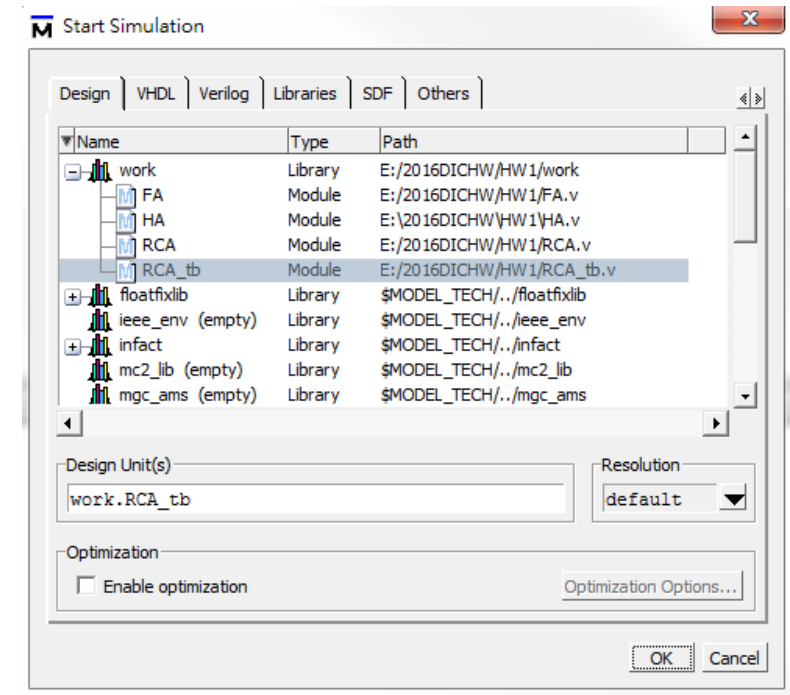 M Start Simulation
Design VHDL Verilog Libraries SDF Others
Name Type Path
work Library E:/2016DICHW/HW1/work
M FA Module E:/2016DICHW/HW1/FA.v
M HA Module E:\2016DICHW\HW1\HA.v
M RCA Module E:/2016DICHW/HW1/RCA.v
M RCA_tb Module E:/2016DICHW/HW1/RCA_tb.v
floatfixlib Library $MODEL_TECH/../floatfixlib
ieee_env (empty) Library $MODEL_TECH/../ieee_env
infact Library $MODEL_TECH/../infact
mc2_lib (empty) Library $MODEL_TECH/../mc2_lib
mgc_ams (empty) Library $MODEL_TECH/../mgc_ams
Design Unit(s) Resolution
work.RCA_tb default
Optimization
Enable optimization Optimization Options...
OK Cancel